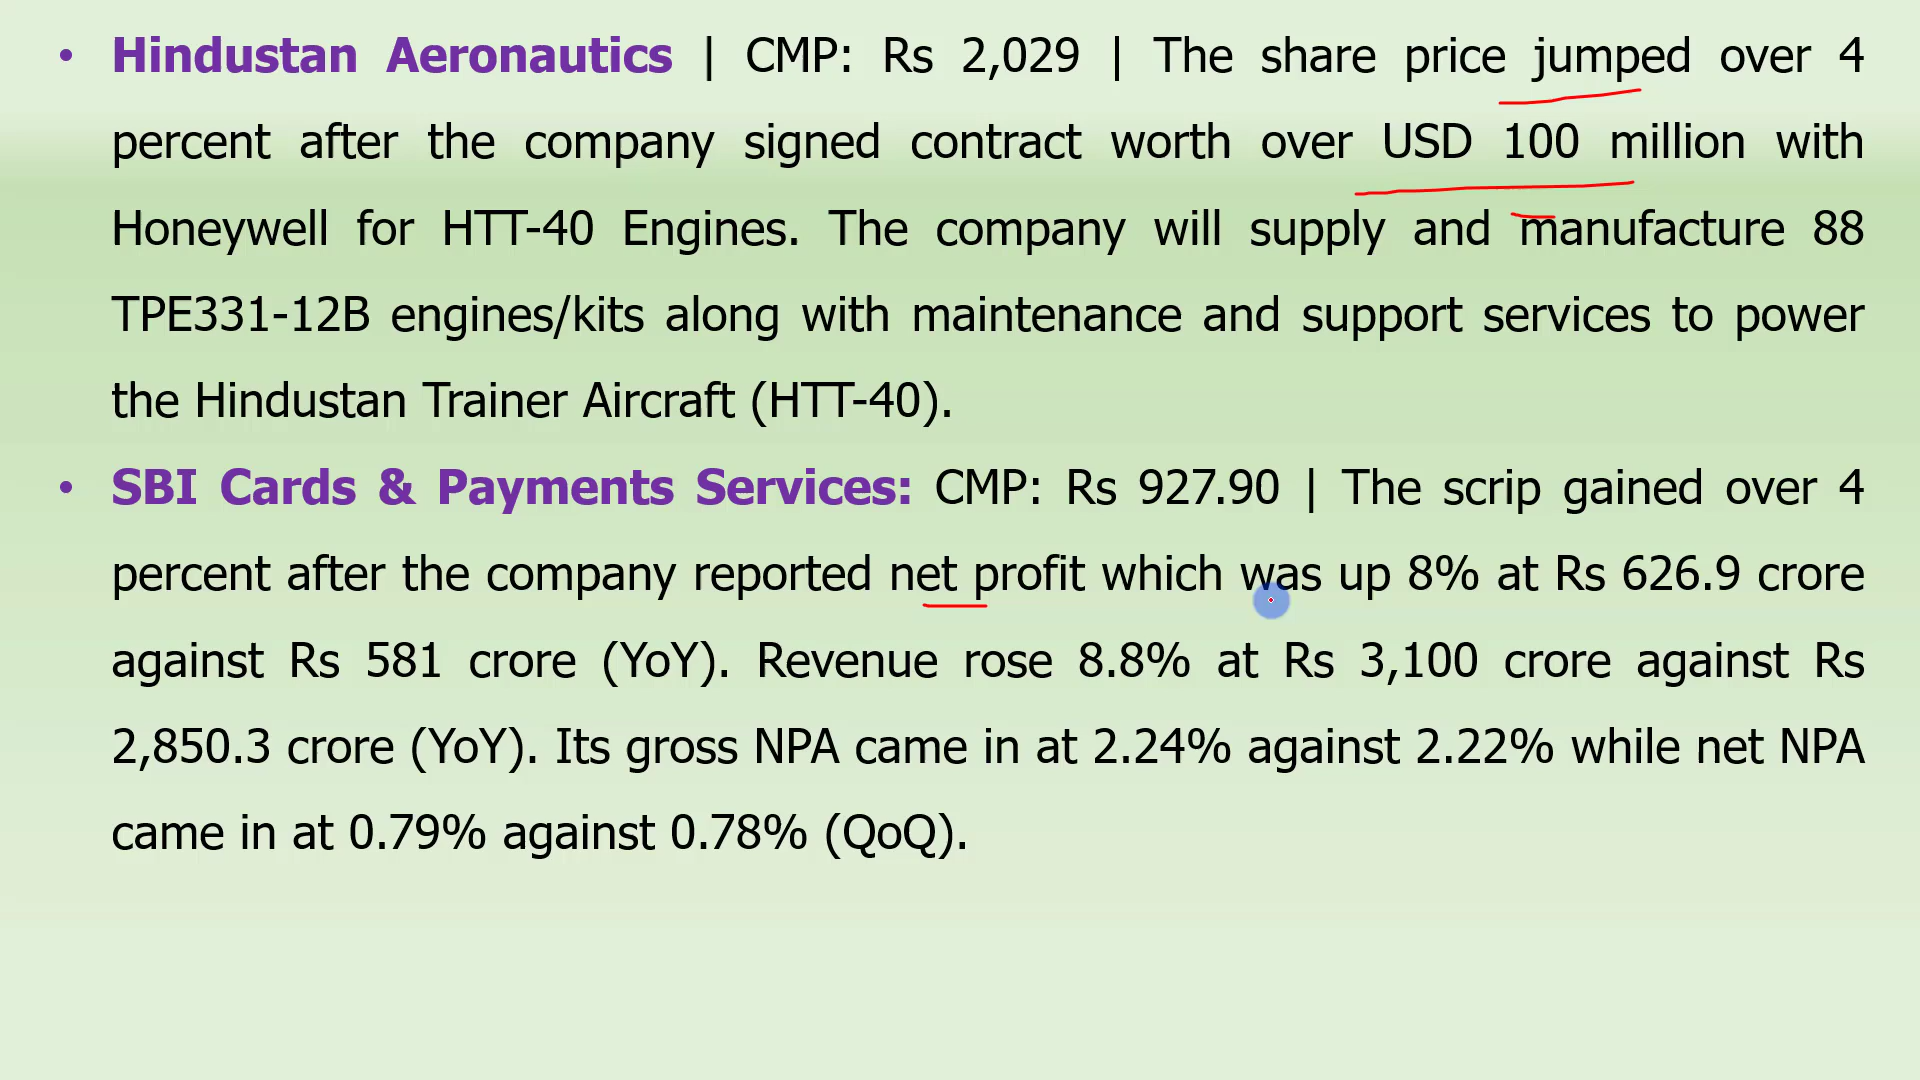 • Hindustan Aeronautics | CMP: Rs 2,029 | The share price jumped over 4
percent after the company signed contract worth over USD 100 million with
Honeywell for HTT-40 Engines. The company will supply and manufacture 88
TPE331-12B engines/kits along with maintenance and support services to power
the Hindustan Trainer Aircraft (HTT-40).
• SBI Cards & Payments Services: CMP: Rs 927.90 | The scrip gained over 4
percent after the company reported net profit which was up 8% at Rs 626.9 crore
against Rs 581 crore (YoY). Revenue rose 8.8% at Rs 3,100 crore against Rs
2,850.3 crore (YoY). Its gross NPA came in at 2.24% against 2.22% while net NPA
came in at 0.79% against 0.78% (QoQ).